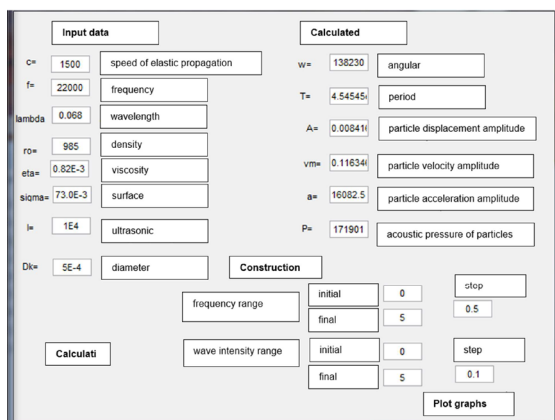 Input data
c= 1500 speed of elastic propagation
f= 22000 frequency
lambda 0.068 wavelength
ro= 985 density
eta= 0.82E-3 viscosity
sigma= 73.0E-3 surface
I= 1E4 ultrasonic
Dk= 5E-4 diameter
Calculated
w= 138230 angular
T= 4.54545 period
A= 0.00841 particle displacement amplitude
vm= 0.11634 particle velocity amplitude
a= 16082.5 particle acceleration amplitude
P= 171901 acoustic pressure of particles
Construction
frequency range
initial 0
final 5
stop
0.5
wave intensity range
initial 0
final 5
step
0.1
Calculati
Plot graphs